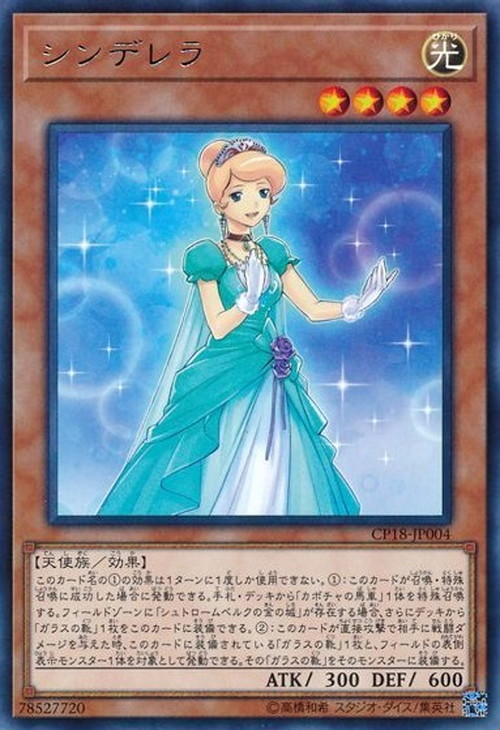 シンデレラ
光
CP18-JP004
【天使族／効果】
このカード名の①の効果は1ターンに1度しか使用できない。①：このカードが召喚・特殊
召喚に成功した場合に発動できる。手札・デッキから「カボチャの馬車」1体を特殊召喚
する。フィールドゾーンに「シュトロームベルクの金の城」が存在する場合、さらにデッキから
「ガラスの靴」1枚をこのカードに装備できる。②：このカードが直接攻撃で相手に戦闘ダ
メージを与えた時、このカードに装備されている「ガラスの靴」1枚と、フィールドの表側
表示モンスター1体を対象として発動できる。その「ガラスの靴」をそのモンスターに装備する。
ATK/ 300 DEF/ 600
78527720
©高橋和希 スタジオ・ダイス/集英社